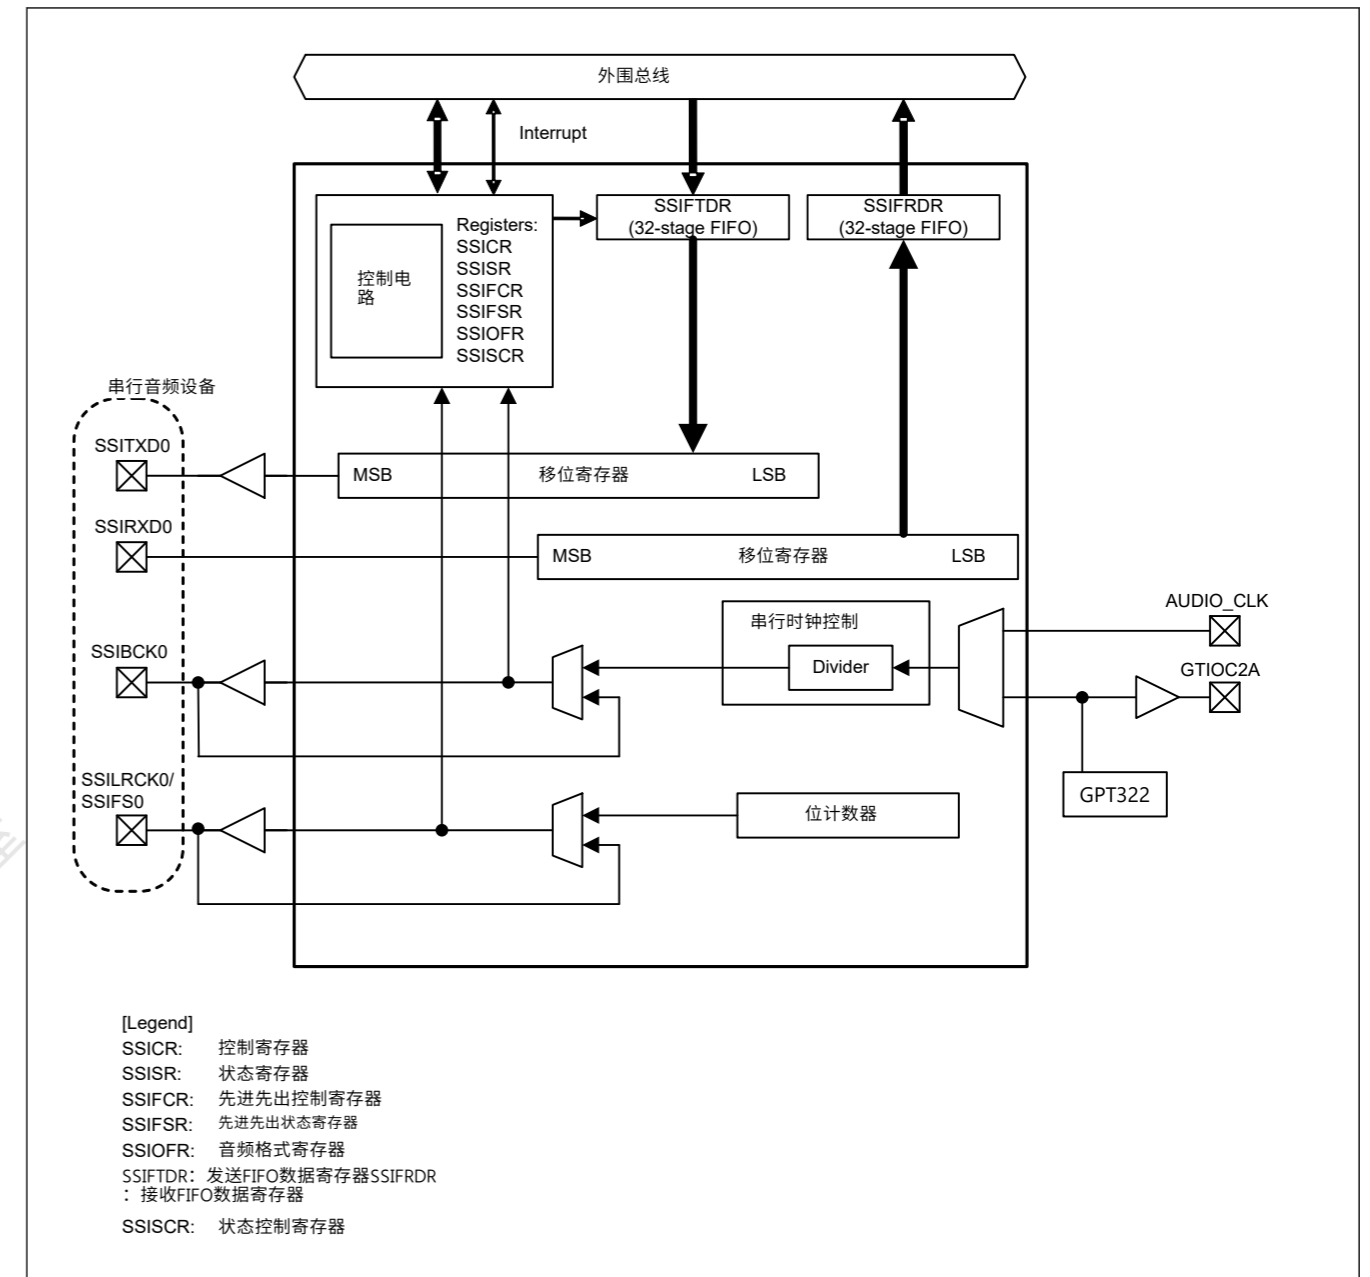 外围总线
Interrupt
SSIFTDR
(32-stage FIFO)
SSIFRDR
(32-stage FIFO)
Registers:
SSICR
SSISR
SSIFCR
SSIFSR
SSIOFR
SSISCR
控制电
路
串行音频设备
SSITXD0
MSB 移位寄存器 LSB
SSIRXD0
MSB 移位寄存器 LSB
AUDIO_CLK
串行时钟控制
Divider
SSIBCK0
GTIOC2A
SSILRCK0/
SSIFS0
GPT322
位计数器
[Legend]
SSICR: 控制寄存器
SSISR: 状态寄存器
SSIFCR: 先进先出控制寄存器
SSIFSR: 先进先出状态寄存器
SSIOFR: 音频格式寄存器
SSIFTDR：发送FIFO数据寄存器SSIFRDR
：接收FIFO数据寄存器
SSISCR: 状态控制寄存器